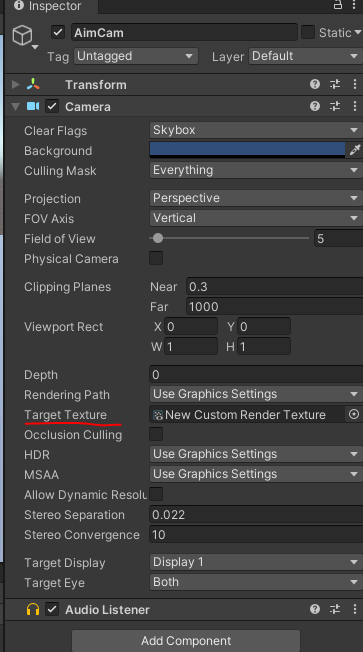 Inspector
AimCam
Static
Tag Untagged Layer Default
Transform
Camera
Clear Flags Skybox
Background
Culling Mask Everything
Projection Perspective
FOV Axis Vertical
Field of View 5
Physical Camera
Clipping Planes Near 0.3
Far 1000
Viewport Rect X 0 Y 0
W 1 H 1
Depth 0
Rendering Path Use Graphics Settings
Target Texture New Custom Render Texture
Occlusion Culling
HDR Use Graphics Settings
MSAA Use Graphics Settings
Allow Dynamic Resolu
Stereo Separation 0.022
Stereo Convergence 10
Target Display Display 1
Target Eye Both
Audio Listener
Add Component